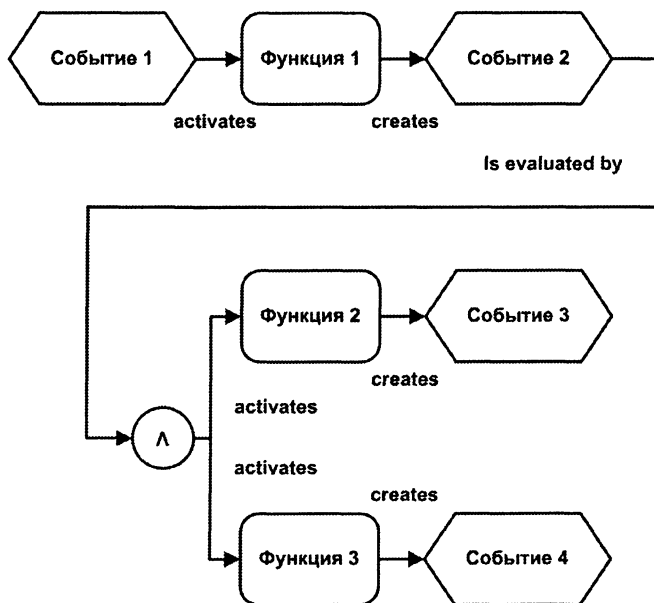 Событие 1
Функция 1
Событие 2
activates
creates
Is evaluated by
Функция 2
Событие 3
creates
activates
Λ
activates
creates
Функция 3
Событие 4